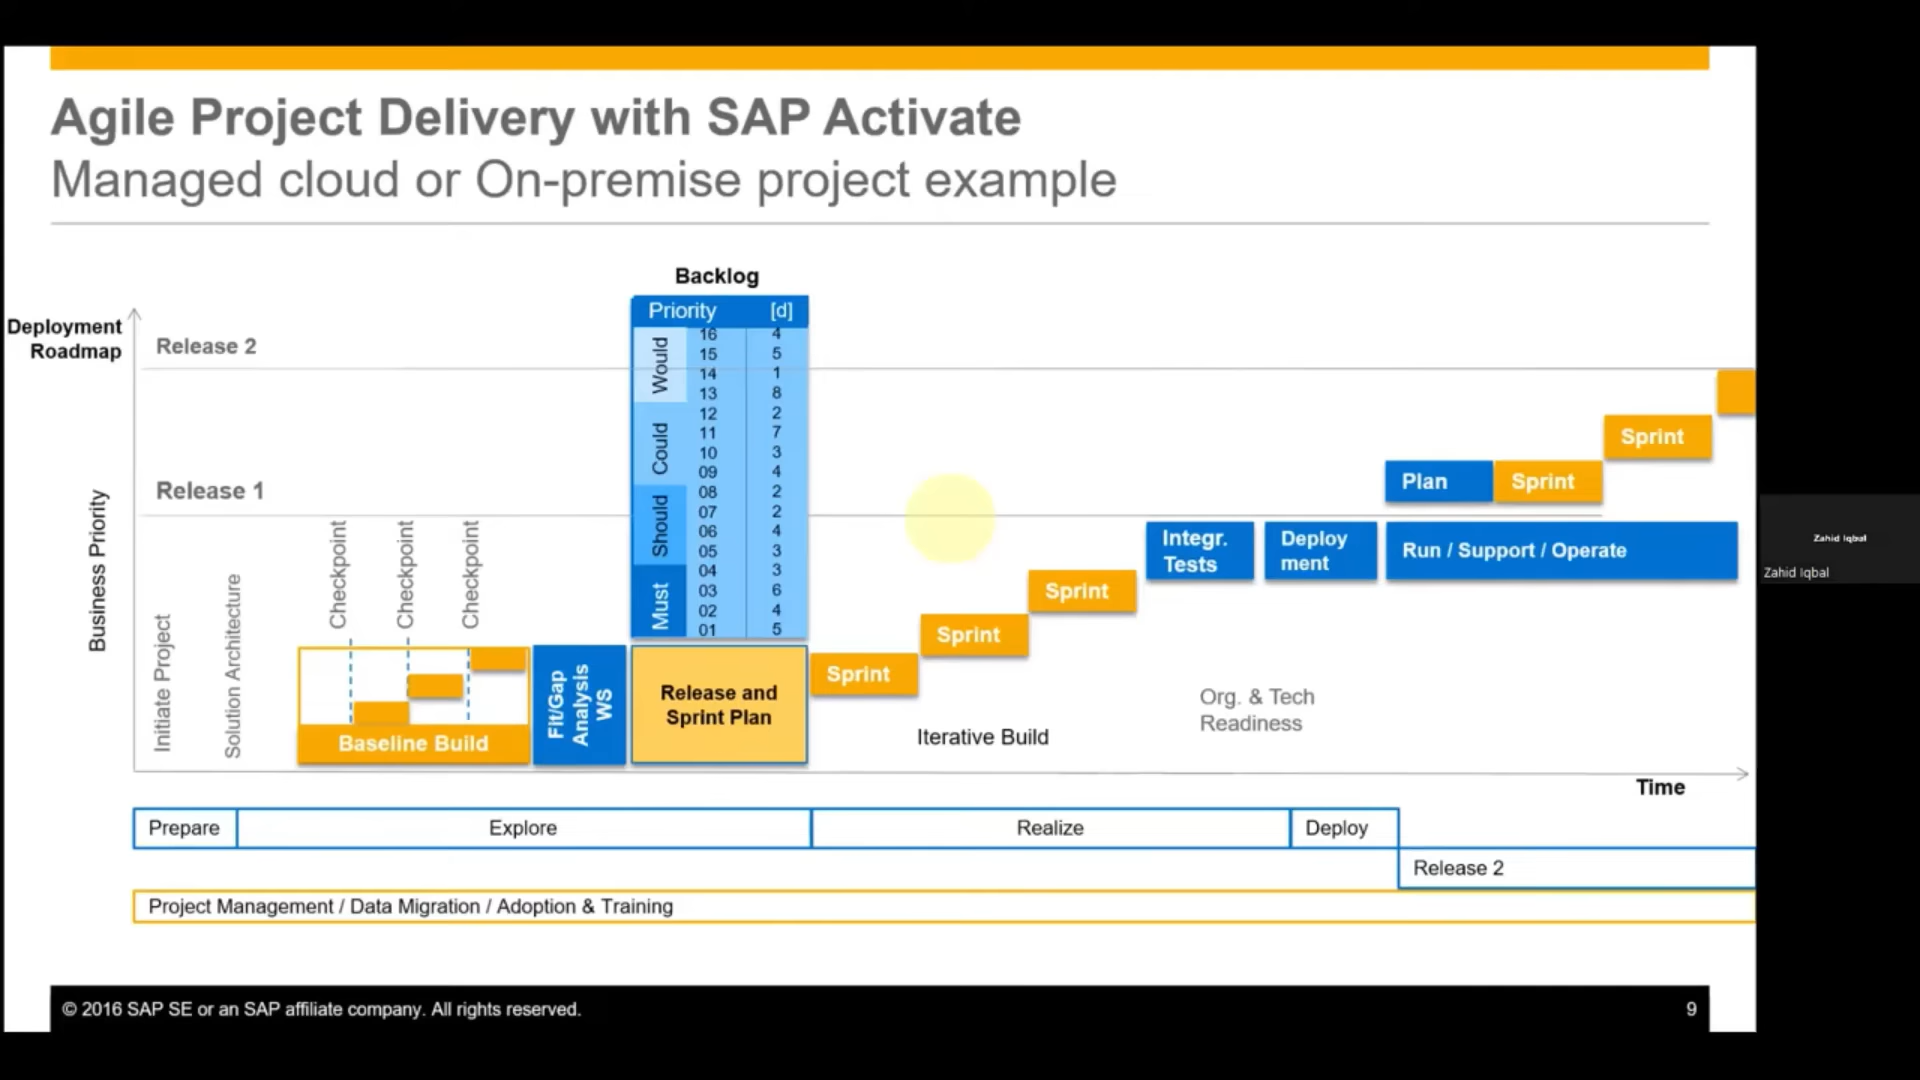 Agile Project Delivery with SAP Activate
Managed cloud or On-premise project example
Backlog
Priority [d]
Deployment
Roadmap
Release 2
Release 1
Business Priority
Would
Could
Should
Must
16 4
15 5
14 1
13 8
12 2
11 7
10 3
09 4
08 2
07 2
06 4
05 3
04 3
03 6
02 4
01 5
Initiate Project
Solution Architecture
Checkpoint
Checkpoint
Checkpoint
Baseline Build
Fit/Gap
Analysis
WS
Release and
Sprint Plan
Sprint
Sprint
Sprint
Iterative Build
Integr.
Tests
Deploy
ment
Run / Support / Operate
Plan
Sprint
Sprint
Org. & Tech
Readiness
Time
Prepare
Explore
Realize
Deploy
Release 2
Project Management / Data Migration / Adoption & Training
© 2016 SAP SE or an SAP affiliate company. All rights reserved.
9
Zahid Iqbal
Zahid Iqbal